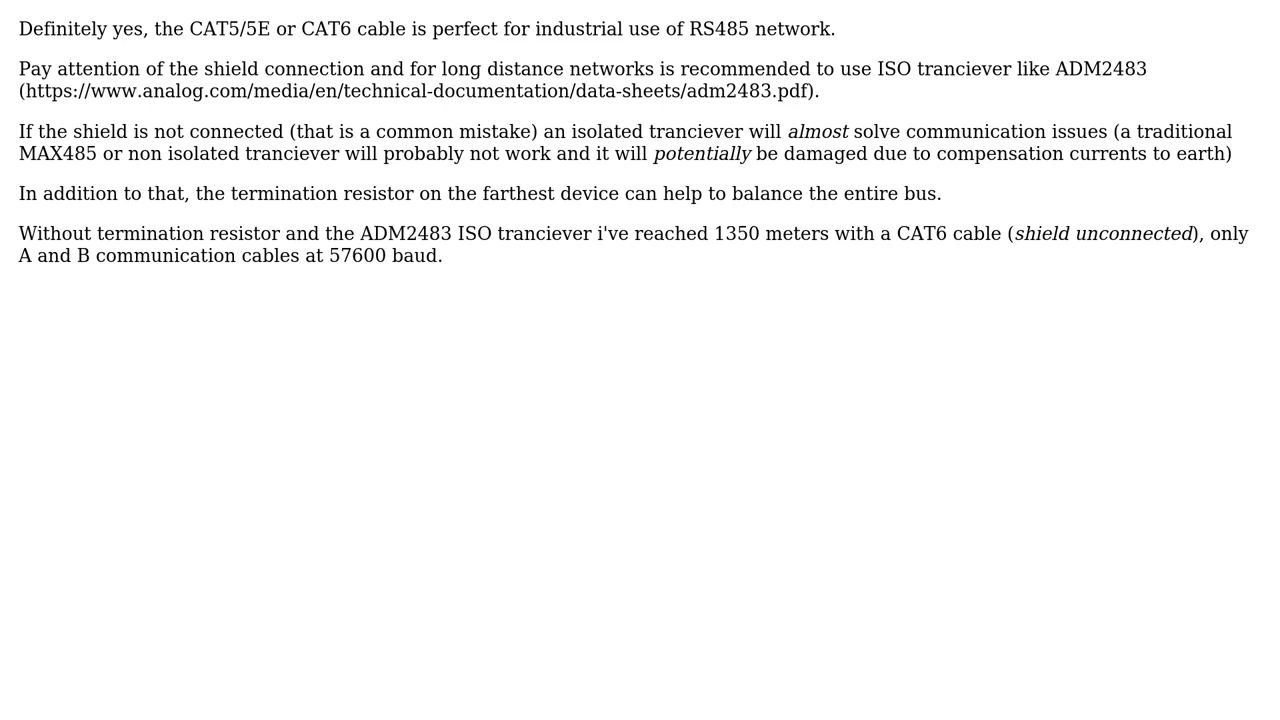 Definitely yes, the CAT5/5E or CAT6 cable is perfect for industrial use of RS485 network.
Pay attention of the shield connection and for long distance networks is recommended to use ISO tranciever like ADM2483
(https://www.analog.com/media/en/technical-documentation/data-sheets/adm2483.pdf).
If the shield is not connected (that is a common mistake) an isolated tranciever will almost solve communication issues (a traditional
MAX485 or non isolated tranciever will probably not work and it will potentially be damaged due to compensation currents to earth)
In addition to that, the termination resistor on the farthest device can help to balance the entire bus.
Without termination resistor and the ADM2483 ISO tranciever i've reached 1350 meters with a CAT6 cable (shield unconnected), only
A and B communication cables at 57600 baud.